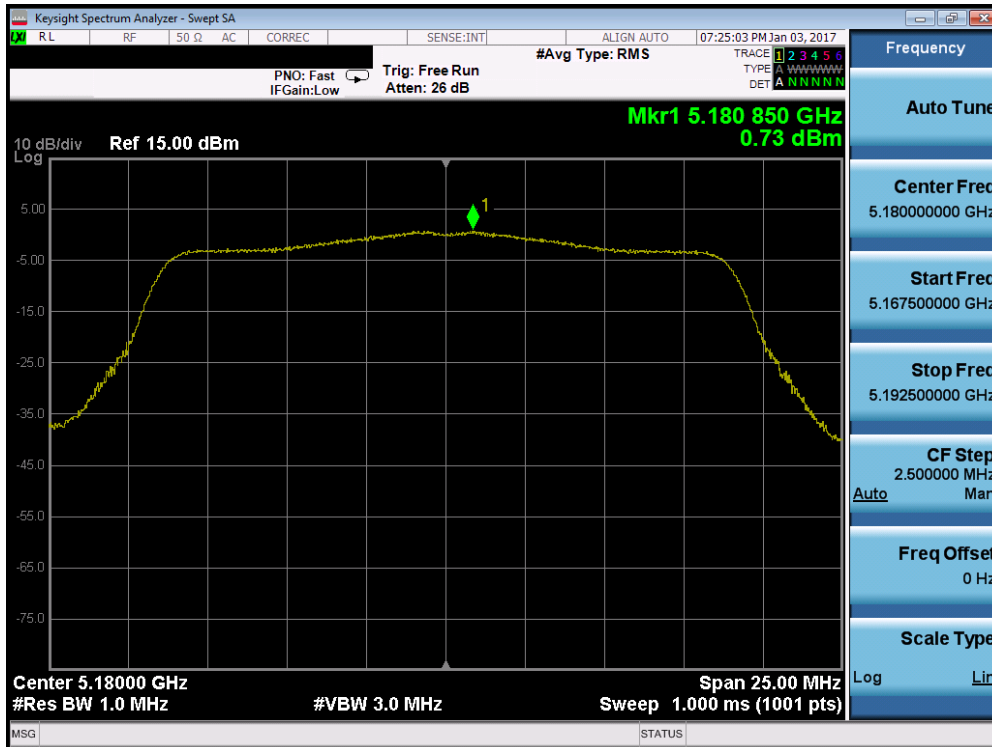 Keysight Spectrum Analyzer - Swept SA
LXI RL RF 50 Ω AC CORREC SENSE:INT ALIGN AUTO 07:25:03 PM Jan 03, 2017
#Avg Type: RMS TRACE 1 2 3 4 5 6
PNO: Fast Trig: Free Run TYPE A WWWWW
IFGain:Low Atten: 26 dB DET A N N N N N
Mkr1 5.180 850 GHz
0.73 dBm
10 dB/div Ref 15.00 dBm
Log
1
5.00
-5.00
-15.0
-25.0
-35.0
-45.0
-55.0
-65.0
-75.0
Center 5.18000 GHz Span 25.00 MHz
#Res BW 1.0 MHz #VBW 3.0 MHz Sweep 1.000 ms (1001 pts)
MSG STATUS
Frequency
Auto Tune
Center Freq
5.180000000 GHz
Start Freq
5.167500000 GHz
Stop Freq
5.192500000 GHz
CF Step
2.500000 MHz
Auto Man
Freq Offset
0 Hz
Scale Type
Log Lin